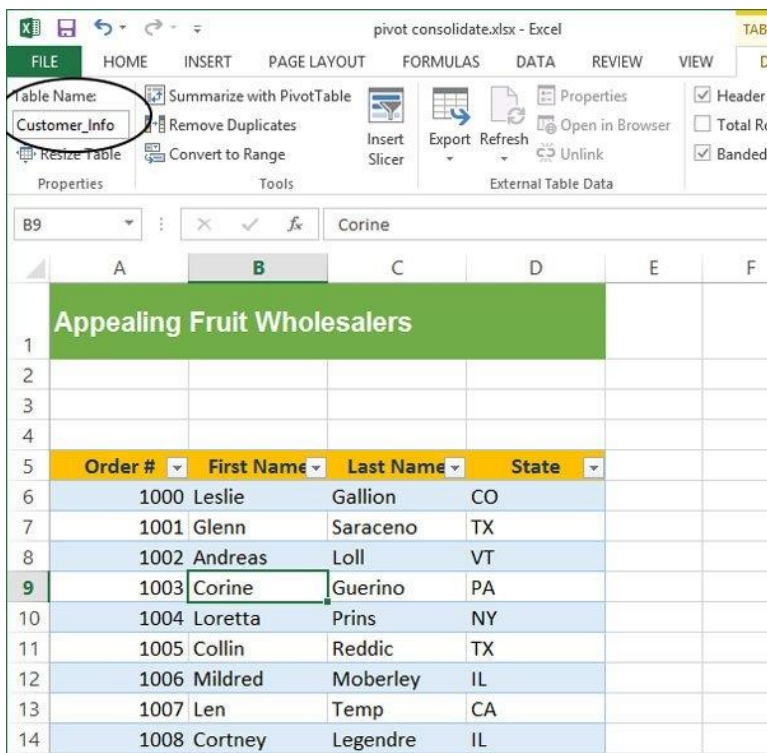 pivot consolidate.xlsx - Excel
TAB
FILE HOME INSERT PAGE LAYOUT FORMULAS DATA REVIEW VIEW D
Table Name: Summarize with PivotTable Properties Header
Customer_Info Remove Duplicates Insert Slicer Export Refresh Open in Browser Total Ro
Resize Table Convert to Range Unlink Banded
Properties Tools External Table Data
B9 fx Corine
A B C D E F
1 Appealing Fruit Wholesalers
2
3
4
5 Order # First Name Last Name State
6 1000 Leslie Gallion CO
7 1001 Glenn Saraceno TX
8 1002 Andreas Loll VT
9 1003 Corine Guerino PA
10 1004 Loretta Prins NY
11 1005 Collin Reddic TX
12 1006 Mildred Moberley IL
13 1007 Len Temp CA
14 1008 Cortney Legendre IL